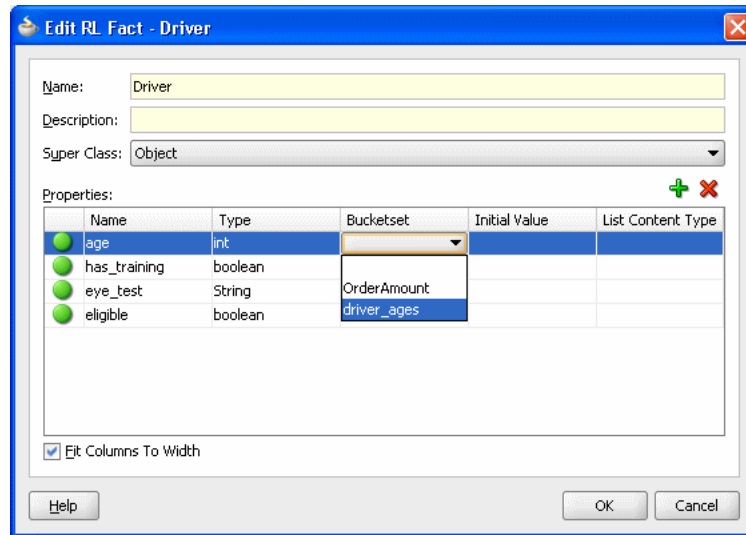 Edit RL Fact - Driver
Name: Driver
Description:
Super Class: Object
Properties:
Name Type Bucketset Initial Value List Content Type
age int
has_training boolean
eye_test String OrderAmount
eligible boolean driver_ages
Fit Columns To Width
Help OK Cancel